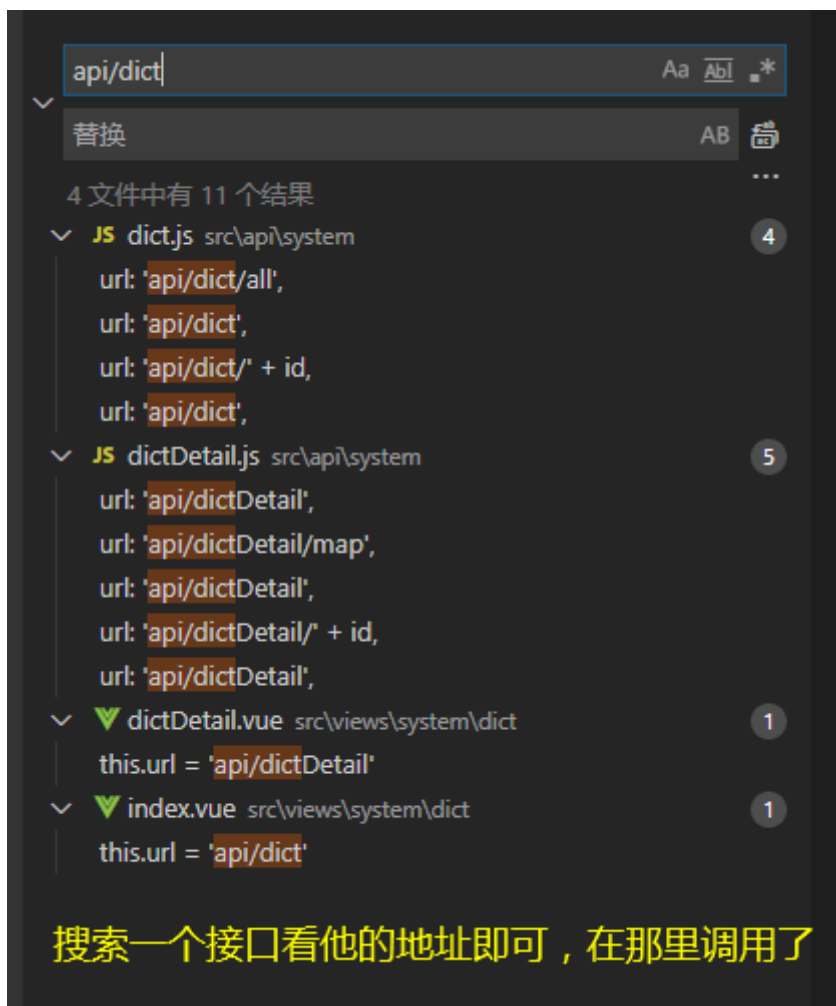 api/dict
Aa Abl .*
替换
AB
...
4 文件中有 11 个结果
JS dict.js src\api\system 4
url: 'api/dict/all',
url: 'api/dict',
url: 'api/dict/' + id,
url: 'api/dict',
JS dictDetail.js src\api\system 5
url: 'api/dictDetail',
url: 'api/dictDetail/map',
url: 'api/dictDetail',
url: 'api/dictDetail/' + id,
url: 'api/dictDetail',
dictDetail.vue src\views\system\dict 1
this.url = 'api/dictDetail'
index.vue src\views\system\dict 1
this.url = 'api/dict'
搜索一个接口看他的地址即可，在那里调用了